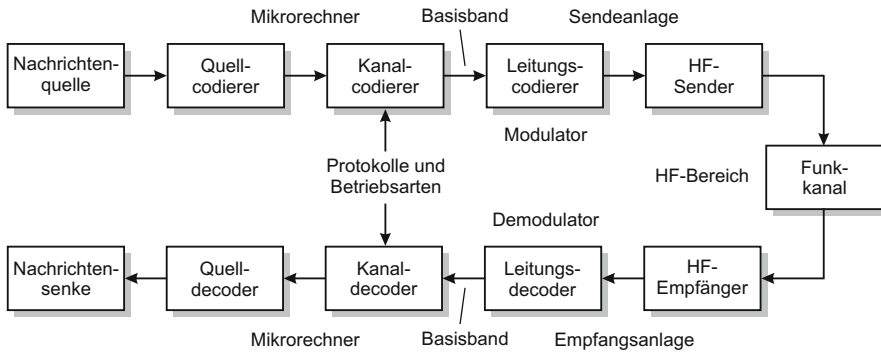 Mikrorechner
Basisband
Sendeanlage
Nachrichten-
quelle
Quell-
codierer
Kanal-
codierer
Leitungs-
codierer
HF-
Sender
Modulator
Protokolle und
Betriebsarten
HF-Bereich
Funk-
kanal
Demodulator
Nachrichten-
senke
Quell-
decoder
Kanal-
decoder
Leitungs-
decoder
HF-
Empfänger
Mikrorechner
Basisband
Empfangsanlage